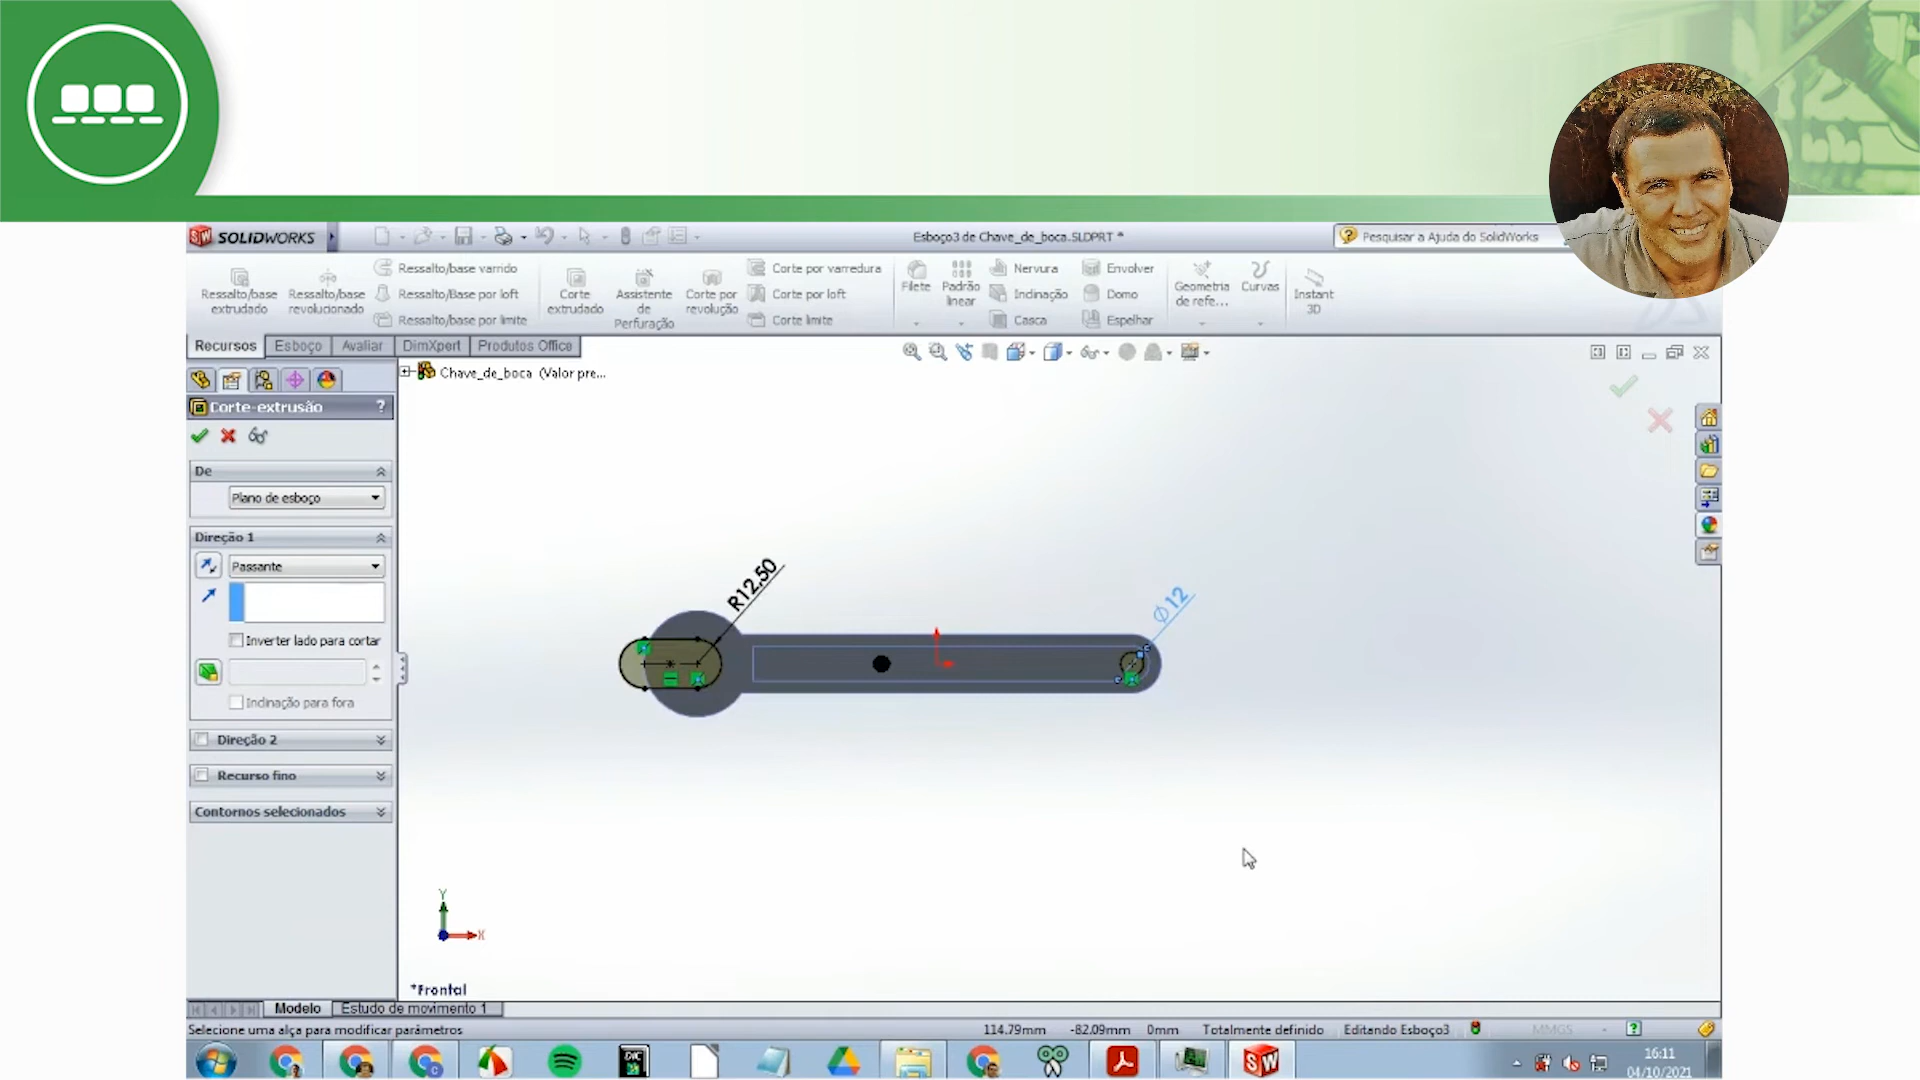 SOLIDWORKS
Esboço3 de Chave_de_boca.SLDPRT *
Pesquisar a Ajuda do SolidWorks
Ressalto/base extrudado
Ressalto/base revolucionado
Ressalto/base varrido
Ressalto/Base por loft
Ressalto/base por limite
Corte extrudado
Assistente de Perfuração
Corte por revolução
Corte por varredura
Corte por loft
Corte limite
Filete
Padrão linear
Nervura
Inclinação
Casca
Envolver
Domo
Espelhar
Geometria de refe...
Curvas
Instant 3D
Recursos
Esboço
Avaliar
DimXpert
Produtos Office
Chave_de_boca (Valor pre...
Corte-extrusão
?
De
Plano de esboço
Direção 1
Passante
Inverter lado para cortar
Inclinação para fora
Direção 2
Recurso fino
Contornos selecionados
R12,50
Ø12
Y
X
*Frontal
Modelo
Estudo de movimento 1
Selecione uma alça para modificar parâmetros
114.79mm
-82.09mm
0mm
Totalmente definido
Editando Esboço3
MMGS
16:11
04/10/2021